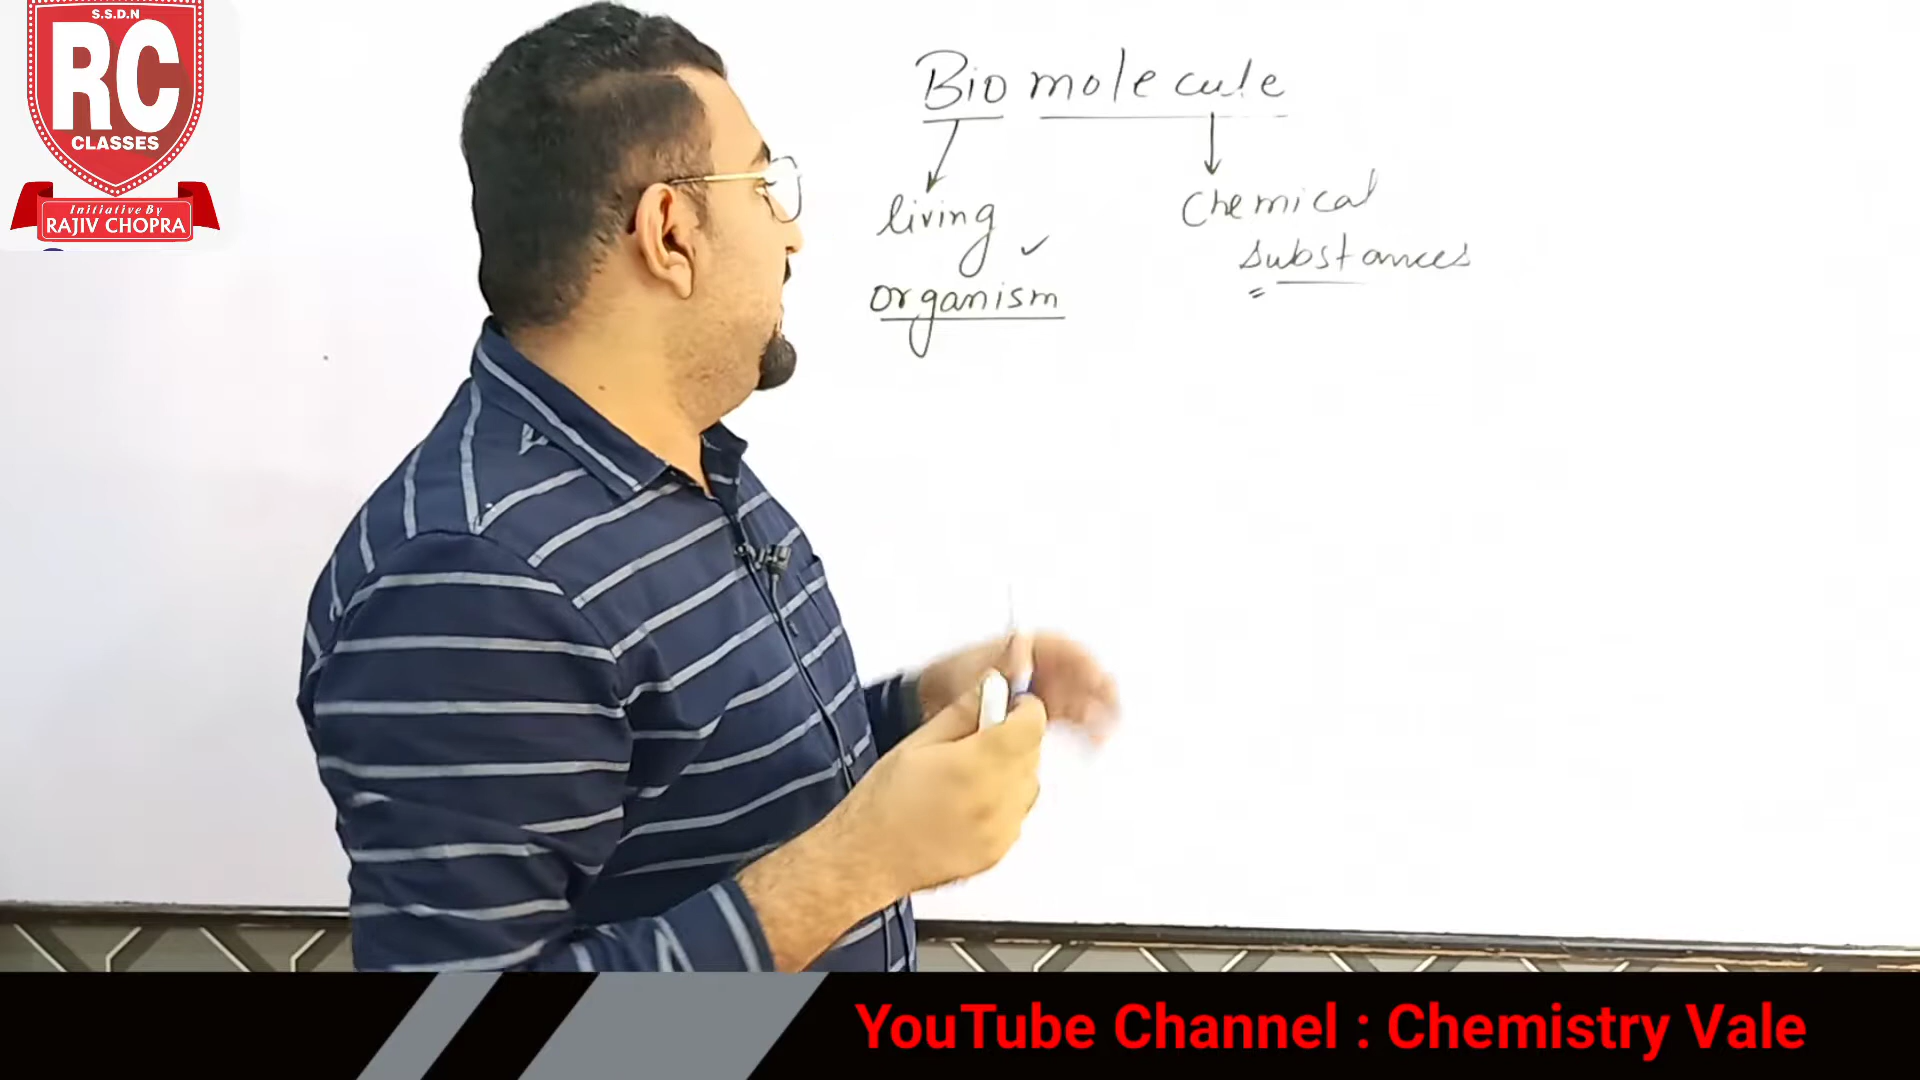 S.S.D.N
RC
CLASSES
Initiative By
RAJIV CHOPRA
Bio molecule
living
organism
Chemical
substances
YouTube Channel : Chemistry Vale